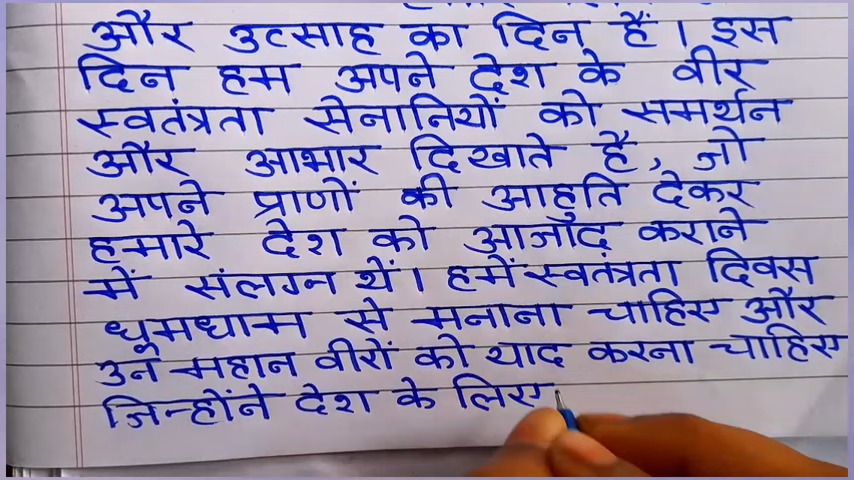 और उत्साह का दिन हैं । इस
दिन हम अपने देश के वीर
स्वतंत्रता सेनानियों को समर्थन
और आभार दिखाते है, जो
अपने प्राणों की आहुति देकर
हमारे देश को आजाद कराने
में संलग्न थें। हमें स्वतंत्रता दिवस
धूमधाम से मनाना चाहिए और
उन महान वीरों को याद करना चाहिए
जिन्होंने देश के लिए